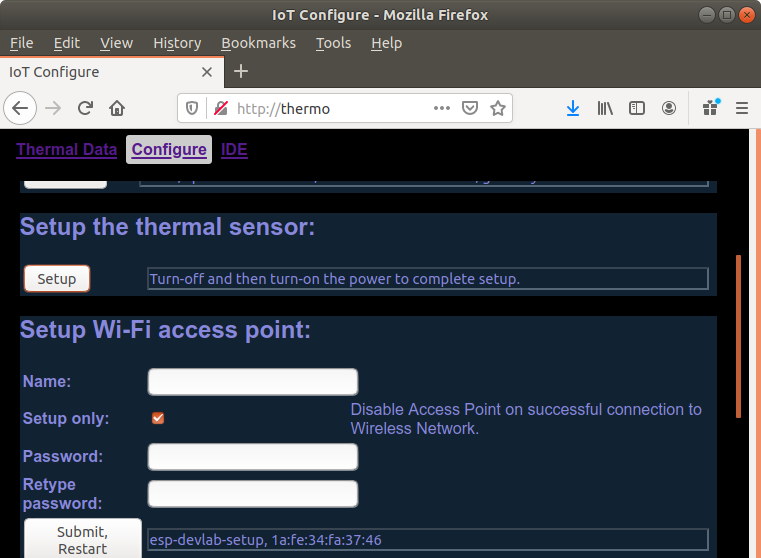 IoT Configure - Mozilla Firefox
File Edit View History Bookmarks Tools Help
IoT Configure
http://thermo
Thermal Data Configure IDE
Setup the thermal sensor:
Setup Turn-off and then turn-on the power to complete setup.
Setup Wi-Fi access point:
Name:
Setup only: Disable Access Point on successful connection to
Wireless Network.
Password:
Retype
password:
Submit,
Restart
esp-devlab-setup, 1a:fe:34:fa:37:46